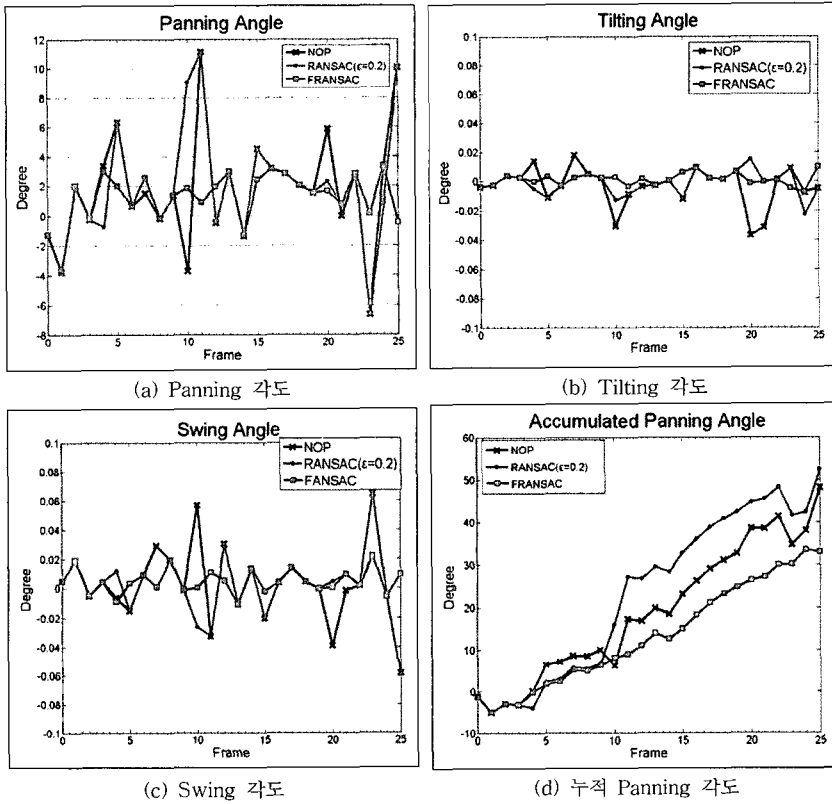 Panning Angle
12
10
8
6
4
2
0
-2
-4
-6
-8
Degree
NOP
RANSAC(ε=0.2)
FRANSAC
0 5 10 15 20 25
Frame
(a) Panning 각도
Tilting Angle
0.1
0.08
0.06
0.04
0.02
0
-0.02
-0.04
-0.06
-0.08
-0.1
Degree
NOP
RANSAC(ε=0.2)
FRANSAC
0 5 10 15 20 25
Frame
(b) Tilting 각도
Swing Angle
0.1
0.08
0.06
0.04
0.02
0
-0.02
-0.04
-0.06
-0.08
-0.1
Degree
NOP
RANSAC(ε=0.2)
FANSAC
0 5 10 15 20 25
Frame
(c) Swing 각도
Accumulated Panning Angle
60
50
40
30
20
10
0
-10
Degree
NOP
RANSAC(ε=0.2)
FRANSAC
0 5 10 15 20 25
Frame
(d) 누적 Panning 각도